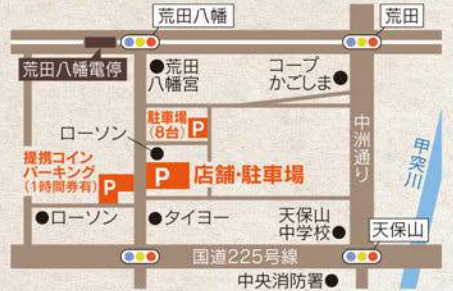 荒田八幡
荒田
荒田八幡電停
●荒田
八幡宮
コープ
かごしま●
駐車場
(8台)
P
ローソン
●
提携コイン
パーキング
(1時間券有)
P
P
店舗・駐車場
中洲通り
甲突川
●ローソン
●タイヨー
天保山
中学校●
天保山
国道225号線
中央消防署●